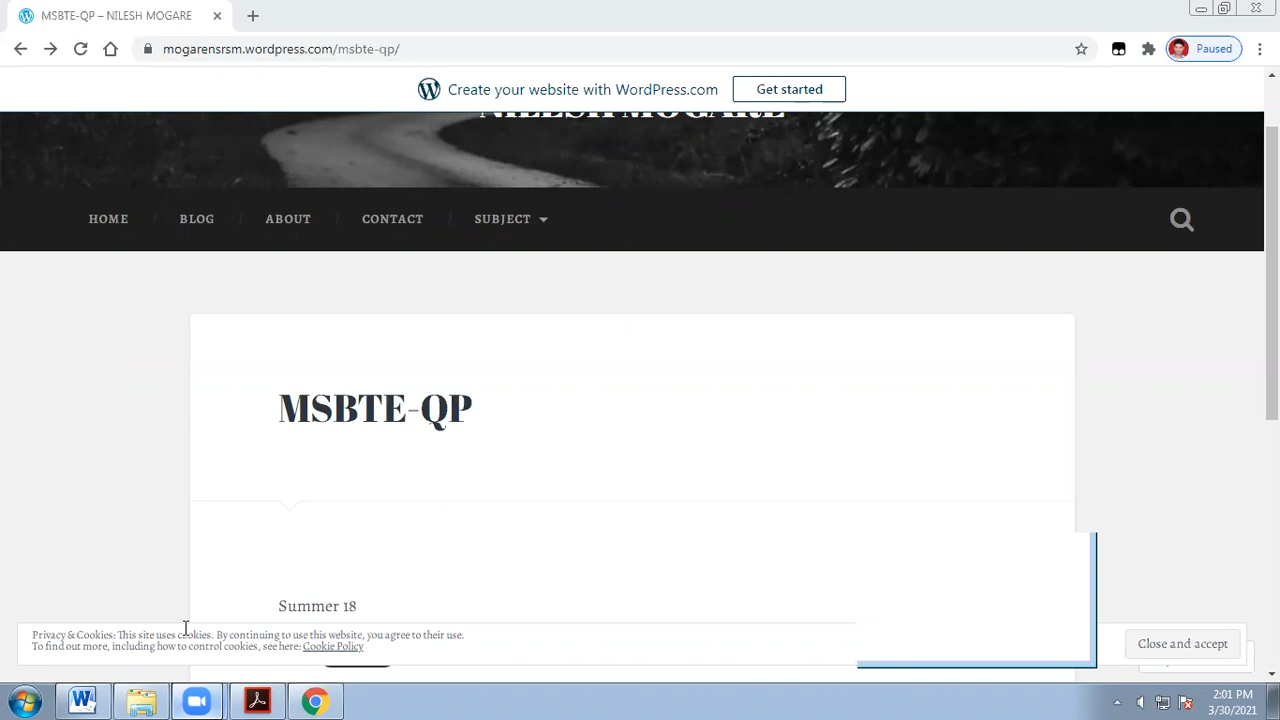 MSBTE-QP – NILESH MOGARE
mogarensrsm.wordpress.com/msbte-qp/
Paused
Create your website with WordPress.com
Get started
NILESH MOGARE
HOME
BLOG
ABOUT
CONTACT
SUBJECT
MSBTE-QP
Summer 18
Privacy & Cookies: This site uses cookies. By continuing to use this website, you agree to their use.
To find out more, including how to control cookies, see here: Cookie Policy
Close and accept
2:01 PM
3/30/2021